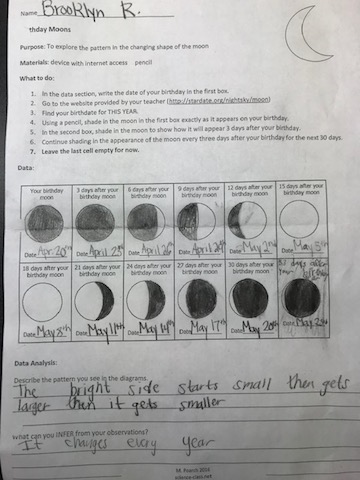 Name Brooklyn R.
thday Moons
Purpose: To explore the pattern in the changing shape of the moon
Materials: device with internet access pencil
What to do:
1. In the data section, write the date of your birthday in the first box.
2. Go to the website provided by your teacher (http://stardate.org/nightsky/moon)
3. Find your birthdate for THIS YEAR.
4. Using a pencil, shade in the moon in the first box exactly as it appears on your birthday.
5. In the second box, shade in the moon to show how it will appear 3 days after your birthday.
6. Continue shading in the appearance of the moon every three days after your birthday for the next 30 days.
7. Leave the last cell empty for now.
Data:
Your birthday moon 3 days after your birthday moon 6 days after your birthday moon 9 days after your birthday moon 12 days after your birthday moon 15 days after your birthday moon
Date Apr. 20th Date April 23rd Date April 26th Date April 29th Date May 2nd Date May 5th
18 days after your birthday moon 21 days after your birthday moon 24 days after your birthday moon 27 days after your birthday moon 30 days after your birthday moon days after your birthday
Date May 8th Date May 11th Date May 14th Date May 17th Date May 20th Date May 23rd
Data Analysis:
Describe the pattern you see in the diagrams.
The bright side starts small then gets
larger then it gets smaller
What can you INFER from your observations?
It changes every year
M. Poarch 2013
science-class.net